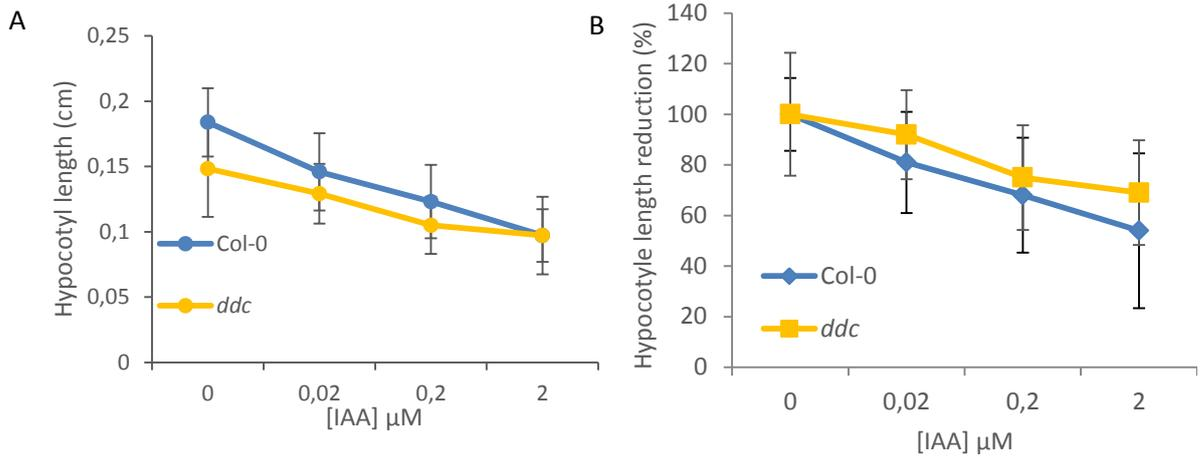 A
Hypocotyl length (cm)
0,25
0,2
0,15
0,1
0,05
0
Col-0
ddc
0 0,02 0,2 2
[IAA] µM
B
Hypocotyle length reduction (%)
140
120
100
80
60
40
20
0
Col-0
ddc
0 0,02 0,2 2
[IAA] µM